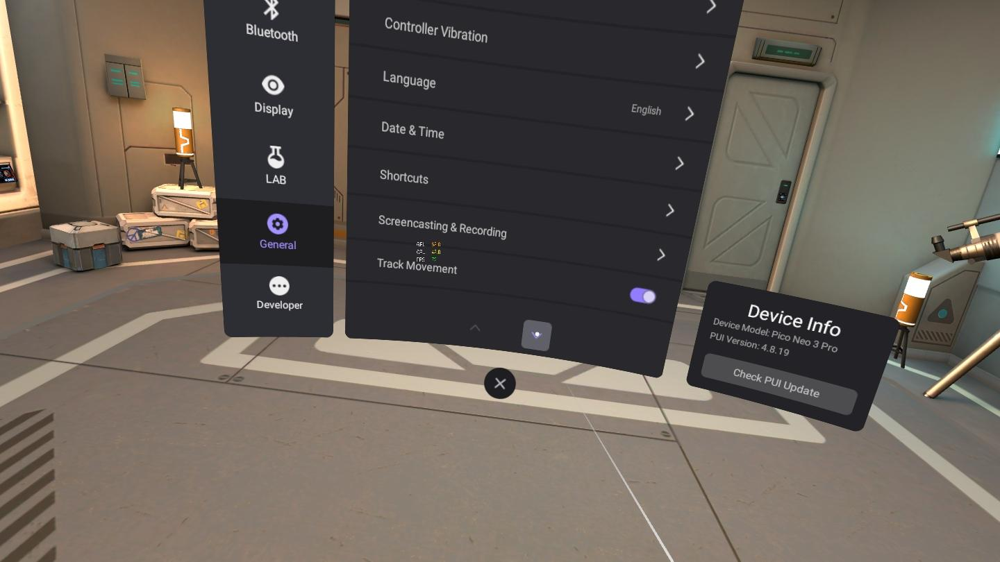 Bluetooth
Display
LAB
General
Developer
Controller Vibration
Language
English
Date & Time
Shortcuts
Screencasting & Recording
Track Movement
Device Info
Device Model: Pico Neo 3 Pro
PUI Version: 4.8.19
Check PUI Update